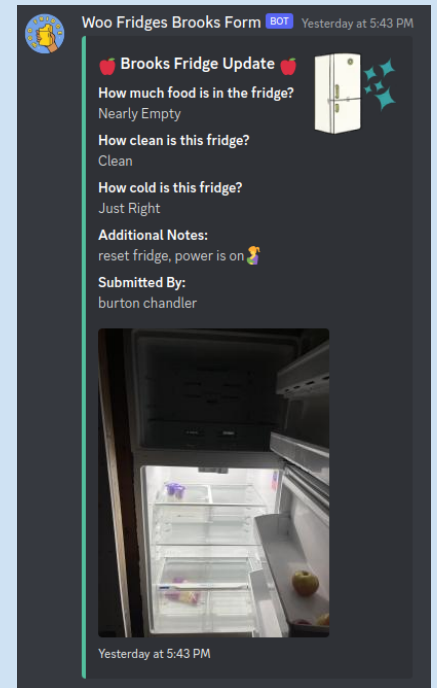 Woo Fridges Brooks Form BOT Yesterday at 5:43 PM
🍎 Brooks Fridge Update 🍎
How much food is in the fridge?
Nearly Empty
How clean is this fridge?
Clean
How cold is this fridge?
Just Right
Additional Notes:
reset fridge, power is on
Submitted By:
burton chandler
Yesterday at 5:43 PM